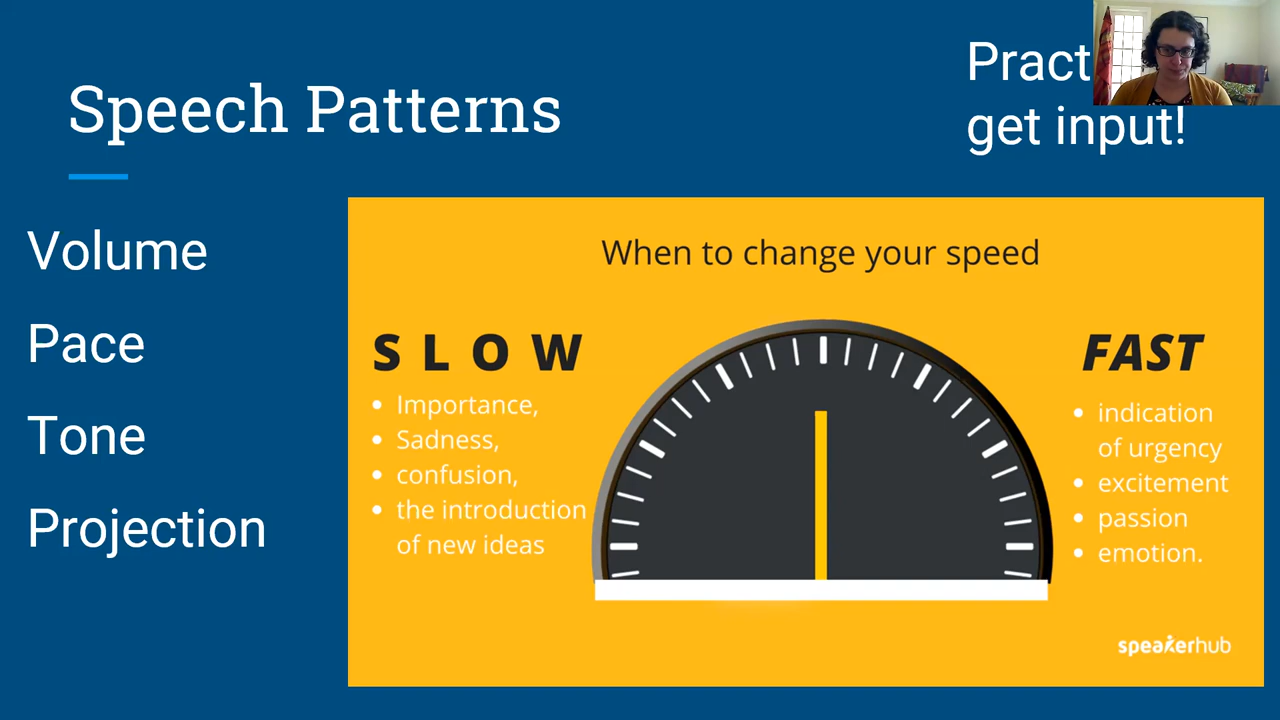 Speech Patterns
Pract
get input!
Volume
Pace
Tone
Projection
When to change your speed
SLOW
Importance,
Sadness,
confusion,
the introduction
of new ideas
FAST
indication
of urgency
excitement
passion
emotion.
speakerhub